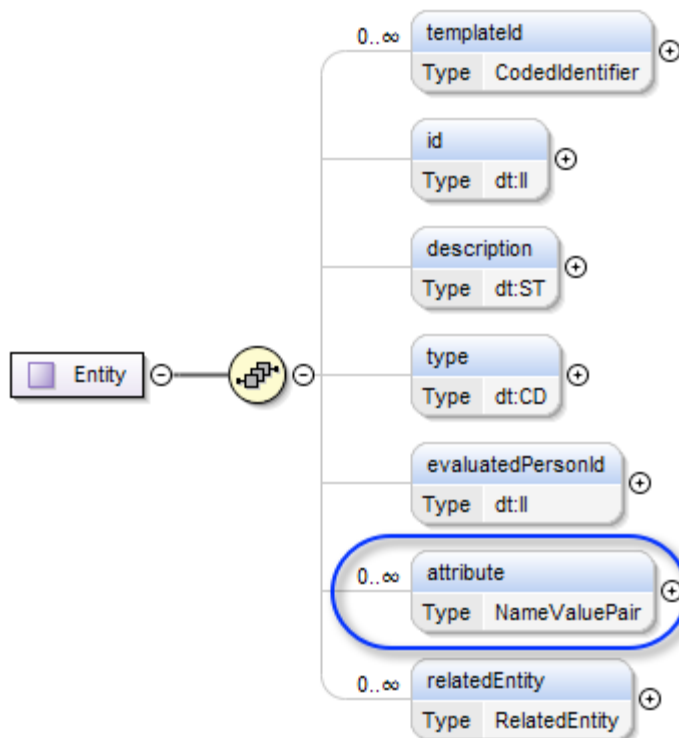 0..∞ templateId
Type CodedIdentifier
id
Type dt:II
description
Type dt:ST
Entity
type
Type dt:CD
evaluatedPersonId
Type dt:II
0..∞ attribute
Type NameValuePair
0..∞ relatedEntity
Type RelatedEntity